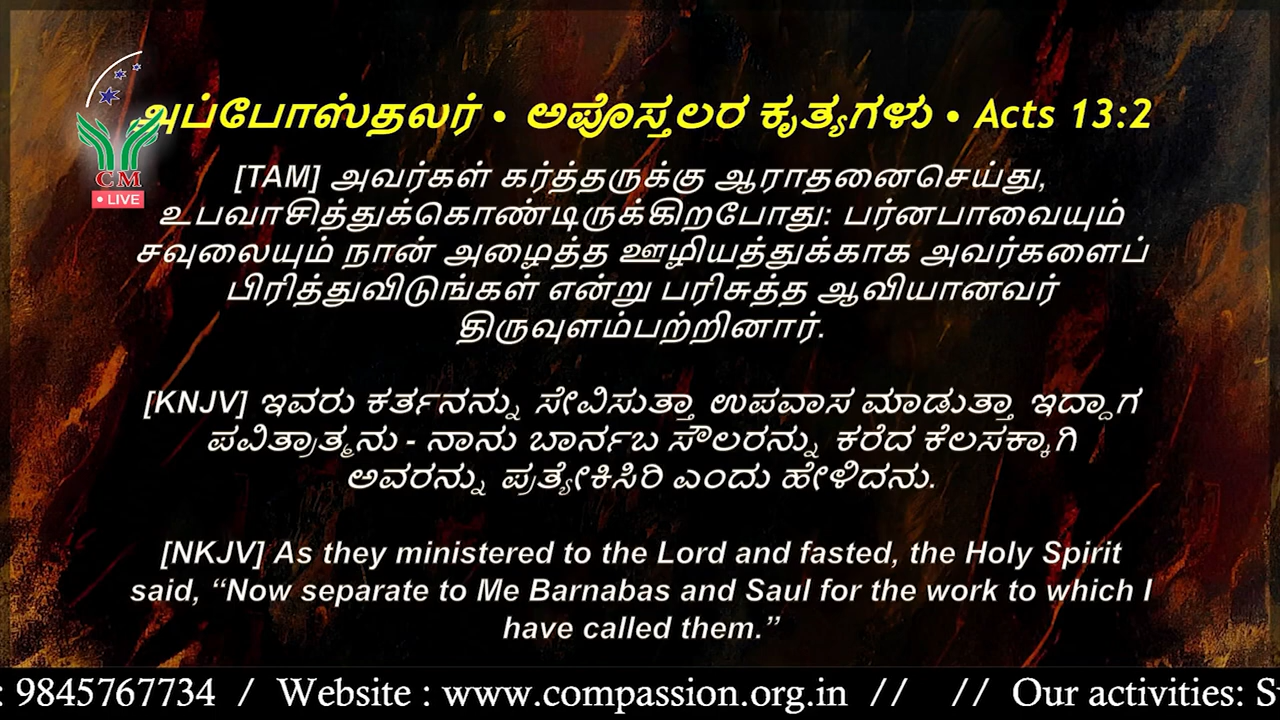 அப்போஸ்தலர் • ಅಪೊಸ್ತಲರ ಕೃತ್ಯಗಳು • Acts 13:2
CM
• LIVE
[TAM] அவர்கள் கர்த்தருக்கு ஆராதனைசெய்து,
உபவாசித்துக்கொண்டிருக்கிறபோது: பர்னபாவையும்
சவுலையும் நான் அழைத்த ஊழியத்துக்காக அவர்களைப்
பிரித்துவிடுங்கள் என்று பரிசுத்த ஆவியானவர்
திருவுளம்பற்றினார்.
[KNJV] ಇವರು ಕರ್ತನನ್ನು ಸೇವಿಸುತ್ತಾ ಉಪವಾಸ ಮಾಡುತ್ತಾ ಇದ್ದಾಗ
ಪವಿತ್ರಾತ್ಮನು - ನಾನು ಬಾರ್ನಬ ಸೌಲರನ್ನು ಕರೆದ ಕೆಲಸಕ್ಕಾಗಿ
ಅವರನ್ನು ಪ್ರತ್ಯೇಕಿಸಿರಿ ಎಂದು ಹೇಳಿದನು.
[NKJV] As they ministered to the Lord and fasted, the Holy Spirit
said, “Now separate to Me Barnabas and Saul for the work to which I
have called them.”
: 9845767734 / Website : www.compassion.org.in // // Our activities: S